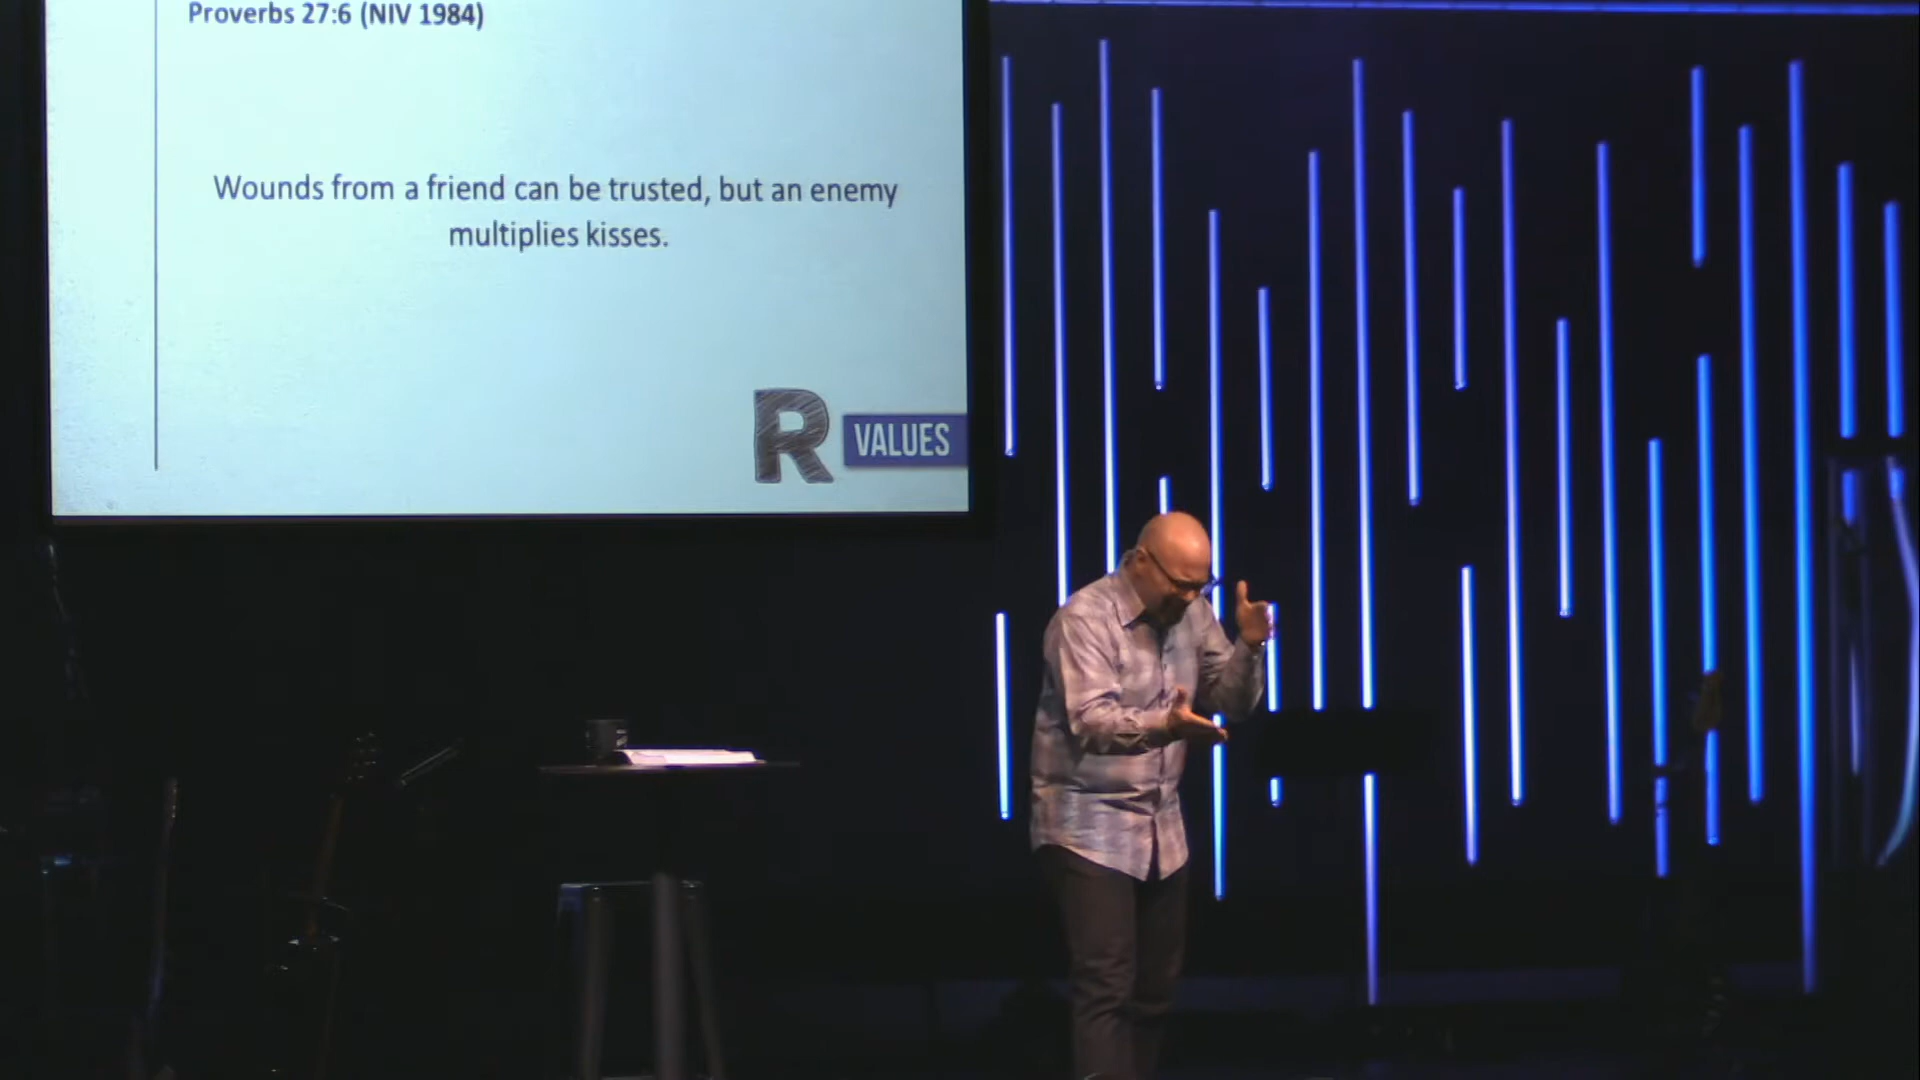 Proverbs 27:6 (NIV 1984)
Wounds from a friend can be trusted, but an enemy
multiplies kisses.
R VALUES